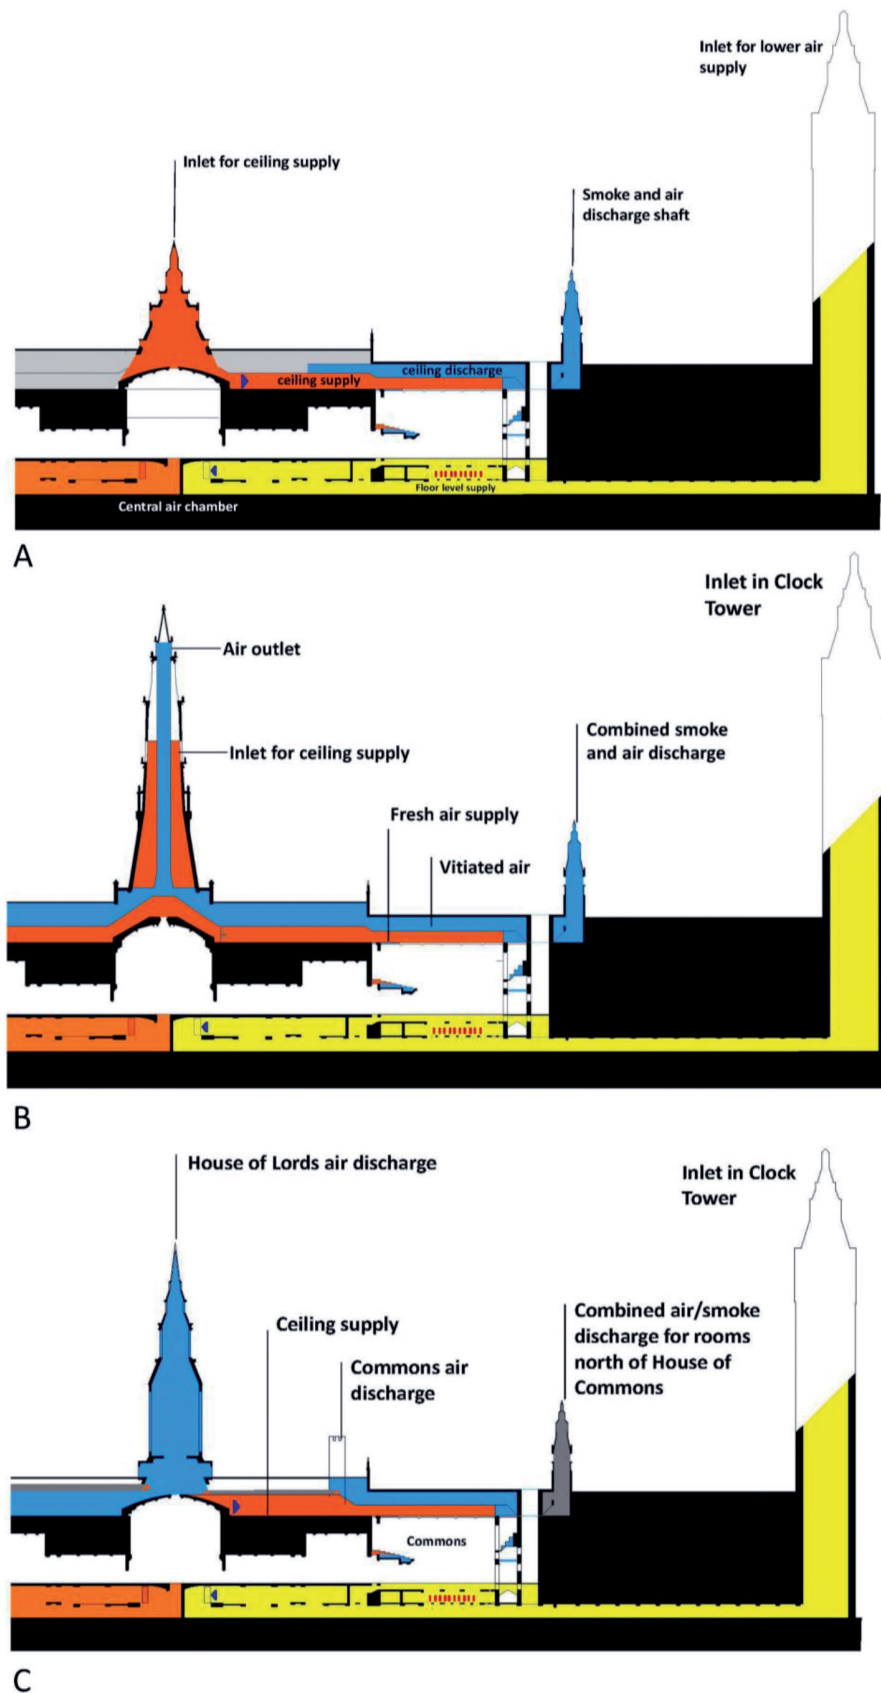 Inlet for lower air
supply
Inlet for ceiling supply
Smoke and air
discharge shaft
ceiling discharge
ceiling supply
Floor level supply
Central air chamber
A
Inlet in Clock
Tower
Air outlet
Combined smoke
and air discharge
Inlet for ceiling supply
Fresh air supply
Vitiated air
B
House of Lords air discharge
Inlet in Clock
Tower
Combined air/smoke
discharge for rooms
north of House of
Commons
Ceiling supply
Commons air
discharge
Commons
C